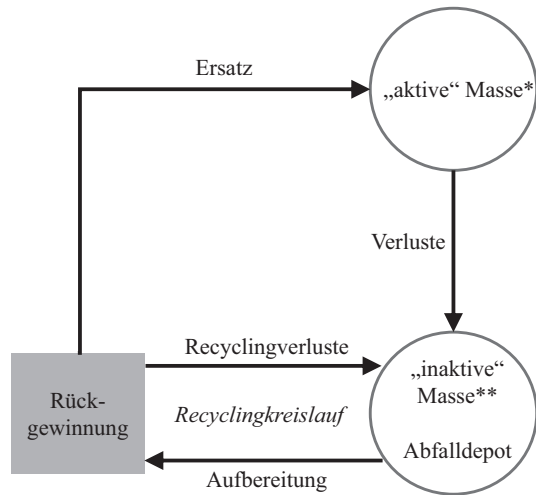 Ersatz
„aktive“ Masse*
Verluste
Recyclingverluste
„inaktive“
Masse**
Rück-
gewinnung
Recyclingkreislauf
Abfalldepot
Aufbereitung